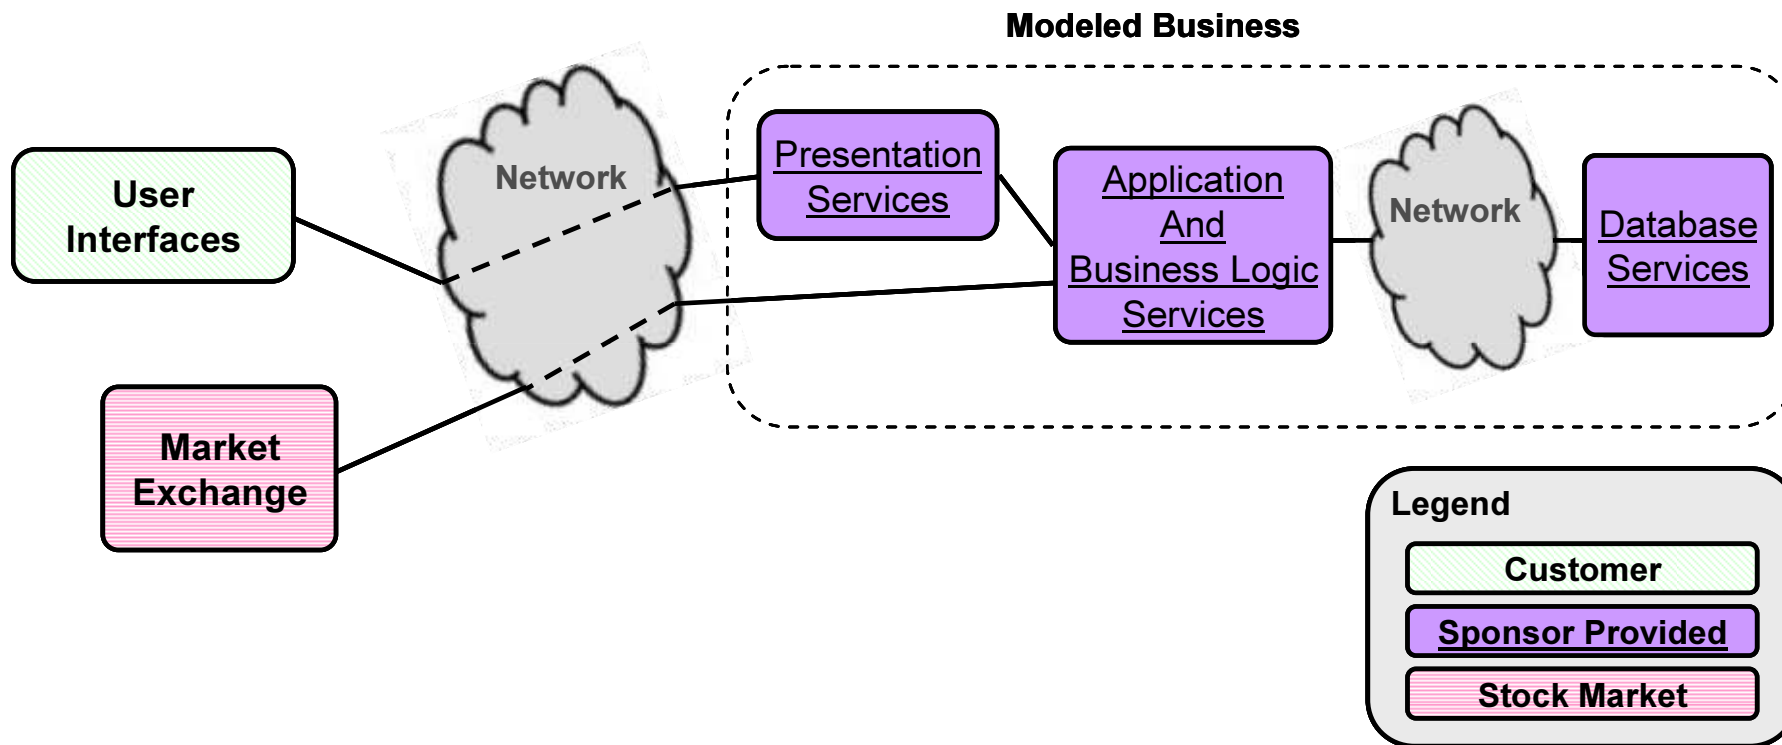 Modeled Business
User
Interfaces
Network
Presentation
Services
Application
And
Business Logic
Services
Network
Database
Services
Market
Exchange
Legend
Customer
Sponsor Provided
Stock Market